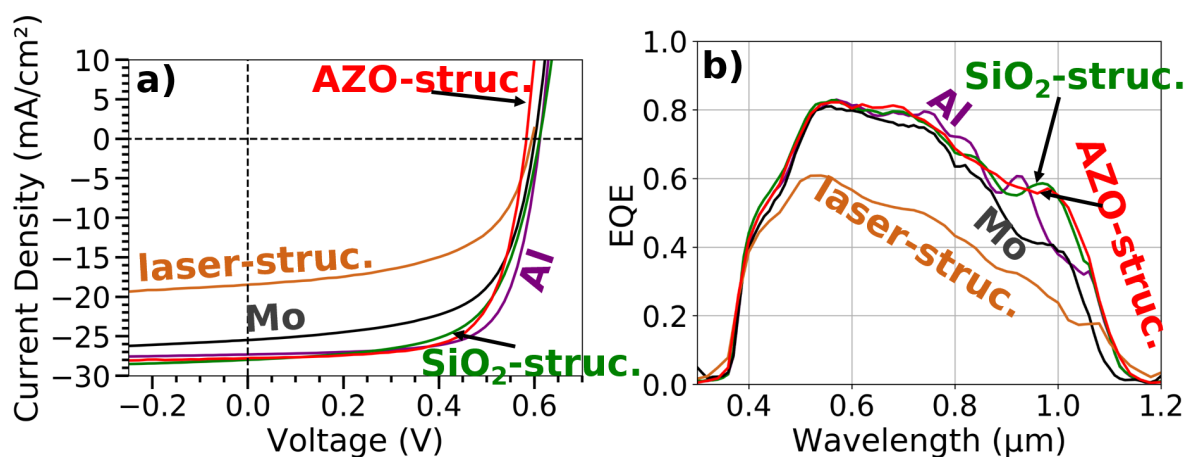 a)
Current Density (mA/cm²)
10
5
0
−5
−10
−15
−20
−25
−30
−0.2
0.0
0.2
0.4
0.6
Voltage (V)
AZO-struc.
laser-struc.
Mo
Al
SiO₂-struc.
b)
EQE
1.0
0.8
0.6
0.4
0.2
0.0
0.4
0.6
0.8
1.0
1.2
Wavelength (μm)
SiO₂-struc.
Al
AZO-struc.
Mo
laser-struc.